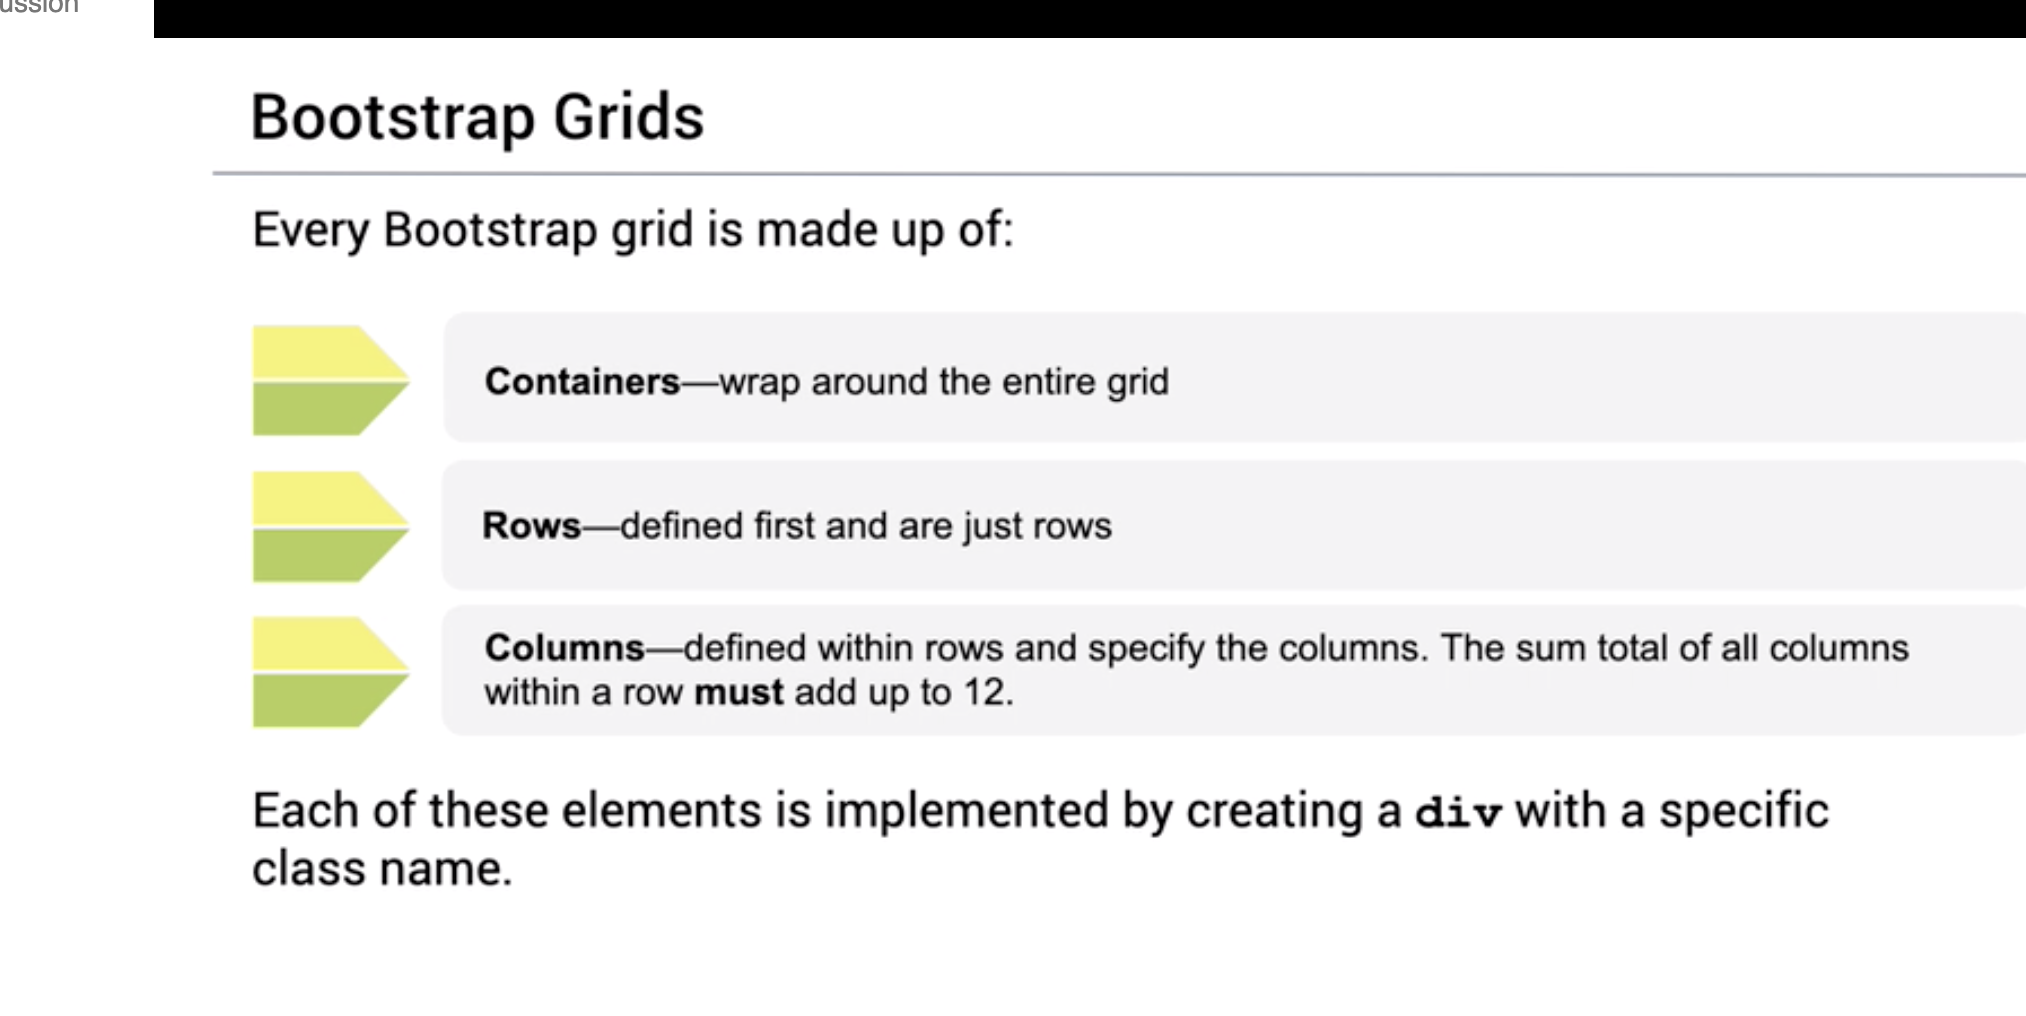 Bootstrap Grids
Every Bootstrap grid is made up of:
Containers—wrap around the entire grid
Rows—defined first and are just rows
Columns—defined within rows and specify the columns. The sum total of all columns
within a row must add up to 12.
Each of these elements is implemented by creating a div with a specific
class name.